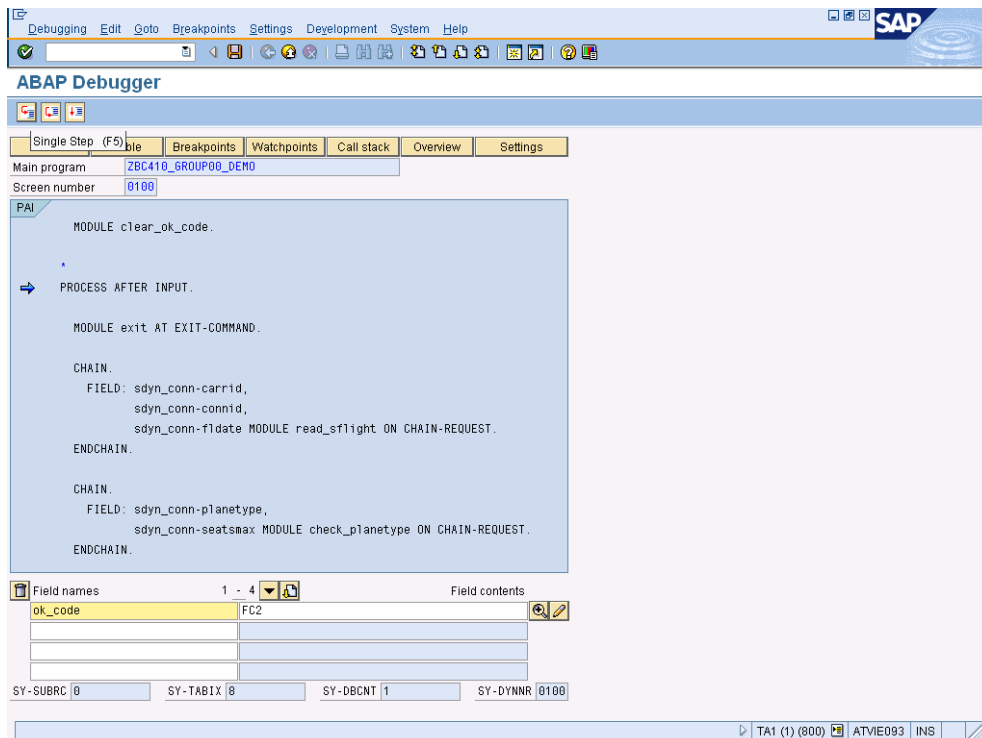 Debugging Edit Goto Breakpoints Settings Development System Help
SAP
ABAP Debugger
Single Step (F5)
ble Breakpoints Watchpoints Call stack Overview Settings
Main program ZBC410_GROUP00_DEMO
Screen number 0100
PAI
MODULE clear_ok_code.
*
PROCESS AFTER INPUT.
MODULE exit AT EXIT-COMMAND.
CHAIN.
FIELD: sdyn_conn-carrid,
sdyn_conn-connid,
sdyn_conn-fldate MODULE read_sflight ON CHAIN-REQUEST.
ENDCHAIN.
CHAIN.
FIELD: sdyn_conn-planetype,
sdyn_conn-seatsmax MODULE check_planetype ON CHAIN-REQUEST.
ENDCHAIN.
Field names 1 - 4 Field contents
ok_code FC2
SY-SUBRC 0 SY-TABIX 8 SY-DBCNT 1 SY-DYNNR 0100
TA1 (1) (800) ATVIE093 INS